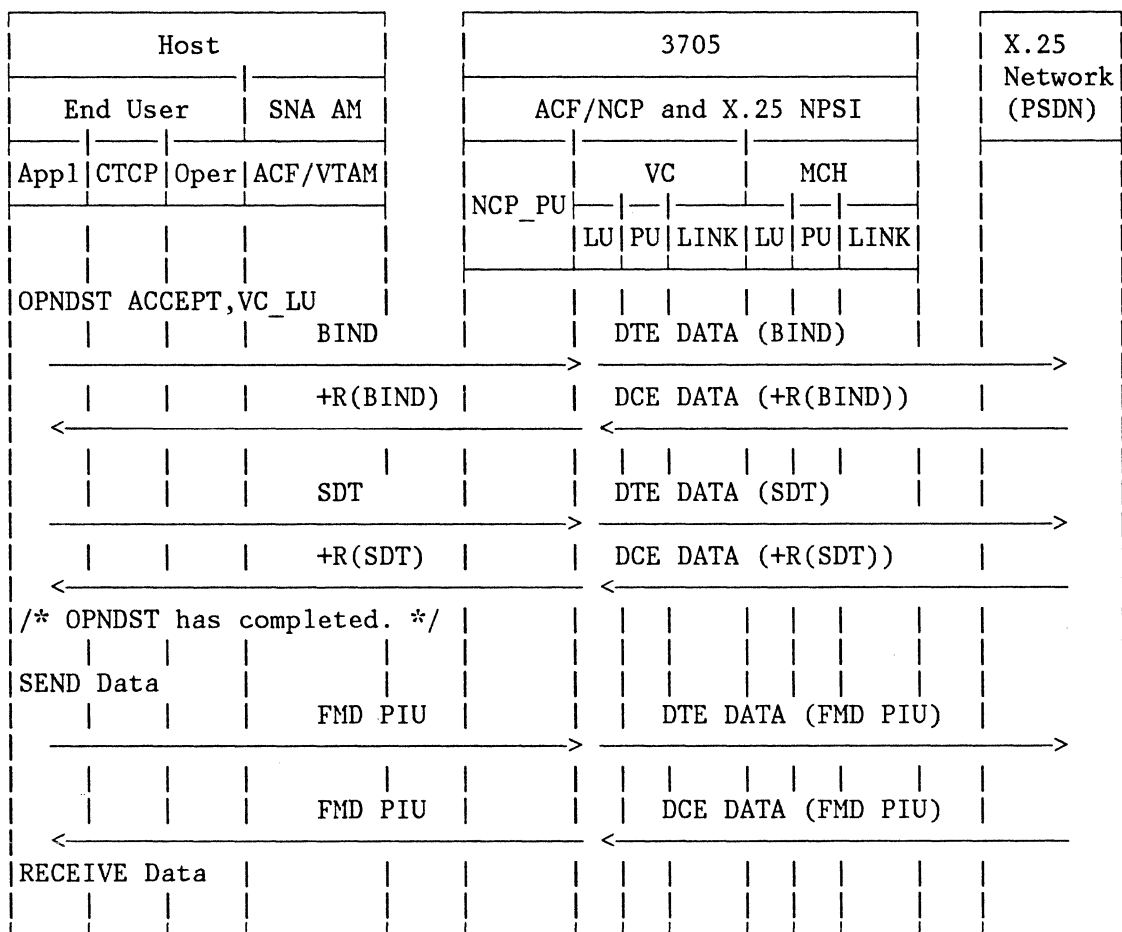 Host 3705 X.25
Network
End User SNA AM ACF/NCP and X.25 NPSI (PSDN)
Appl CTCP Oper ACF/VTAM VC MCH
NCP_PU
LU PU LINK LU PU LINK
OPNDST ACCEPT,VC_LU
BIND DTE DATA (BIND)
+R(BIND) DCE DATA (+R(BIND))
SDT DTE DATA (SDT)
+R(SDT) DCE DATA (+R(SDT))
/* OPNDST has completed. */
SEND Data
FMD PIU DTE DATA (FMD PIU)
FMD PIU DCE DATA (FMD PIU)
RECEIVE Data